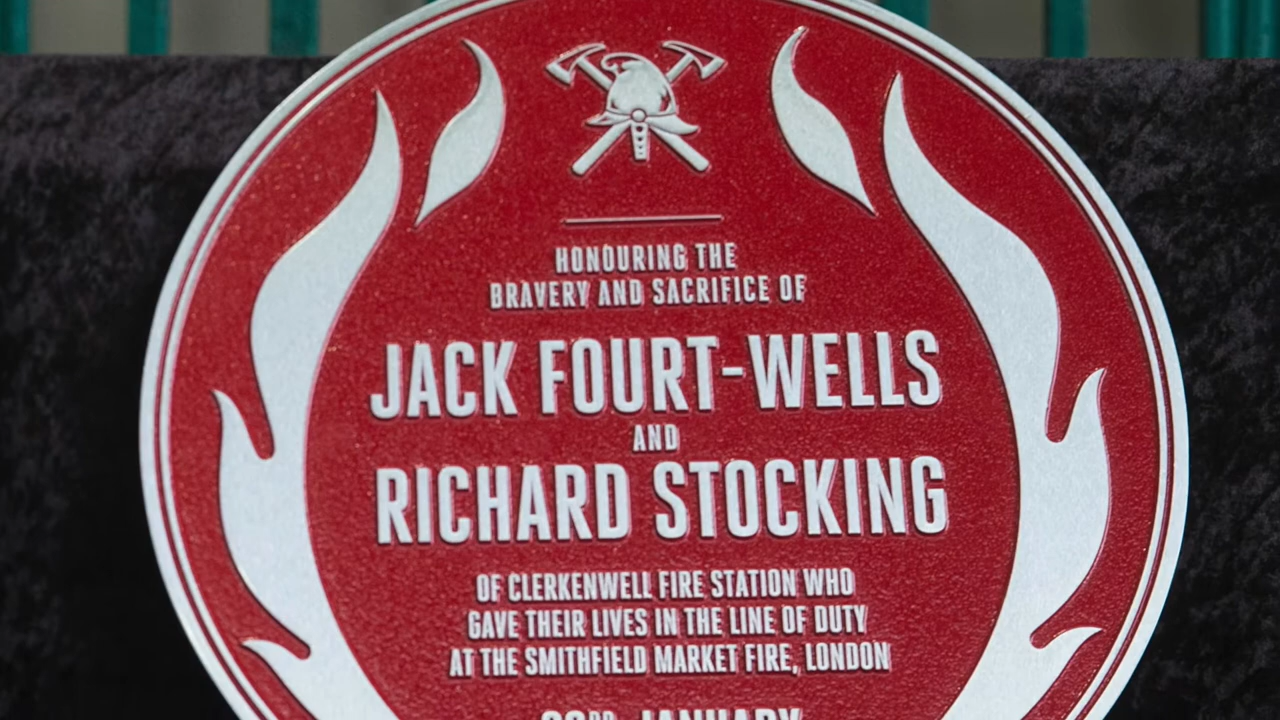 HONOURING THE
BRAVERY AND SACRIFICE OF
JACK FOURT-WELLS
AND
RICHARD STOCKING
OF CLERKENWELL FIRE STATION WHO
GAVE THEIR LIVES IN THE LINE OF DUTY
AT THE SMITHFIELD MARKET FIRE, LONDON
JANUARY